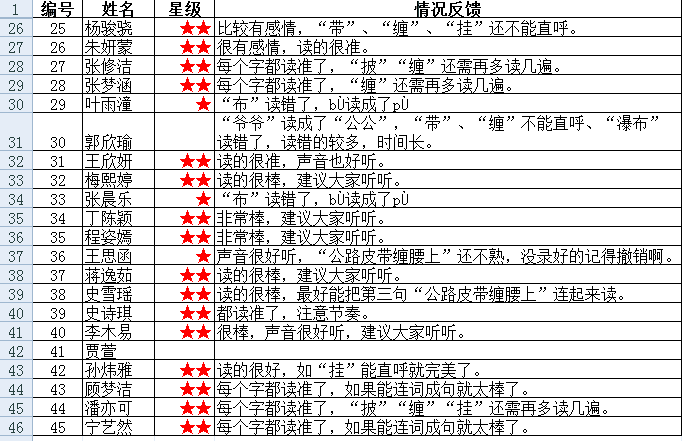 1 编号 姓名 星级 情况反馈
26 25 杨骏骁 ★★ 比较有感情，“带”、“缠”、“挂”还不能直呼。
27 26 朱妍蒙 ★★ 很有感情，读的很准。
28 27 张修洁 ★★ 每个字都读准了，“披”“缠”还需再多读几遍。
29 28 张梦涵 ★★ 每个字都读准了，“缠”还需再多读几遍。
30 29 叶雨潼 ★ “布”读错了，bÙ读成了pÙ
“爷爷”读成了“公公”，“带”、“缠”不能直呼、“瀑布”
31 30 郭欣瑜 读错了，读错的较多，时间长。
32 31 王欣妍 ★★ 读的很准，声音也好听。
33 32 梅熙婷 ★★ 读的很棒，建议大家听听。
34 33 张晨乐 ★ “布”读错了，bÙ读成了pÙ
35 34 丁陈颖 ★★ 非常棒，建议大家听听。
36 35 程姿嫣 ★★ 非常棒，建议大家听听。
37 36 王思函 ★ 声音很好听，“公路皮带缠腰上”还不熟，没录好的记得撤销啊。
38 37 蒋逸茹 ★★ 读的很棒，建议大家听听。
39 38 史雪瑶 ★★ 读的很棒，最好能把第三句“公路皮带缠腰上”连起来读。
40 39 史诗琪 ★★ 都读准了，注意节奏。
41 40 李木易 ★★ 很棒，声音很好听，建议大家听听。
42 41 贾萱
43 42 孙炜雅 ★★ 读的很好，如“挂”能直呼就完美了。
44 43 顾梦洁 ★★ 每个字都读准了，如果能连词成句就太棒了。
45 44 潘亦可 ★★ 每个字都读准了，“披”“缠”“挂”还需再多读几遍。
46 45 宁艺然 ★★ 每个字都读准了，如果能连词成句就太棒了。